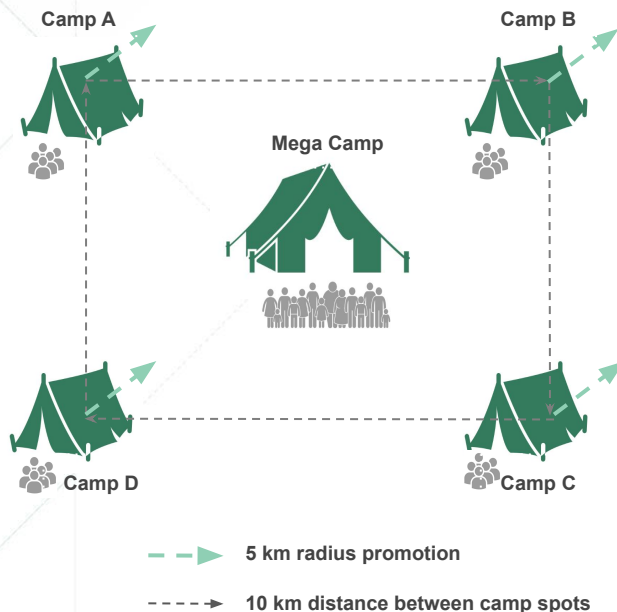 Camp A
Camp B
Mega Camp
Camp D
Camp C
5 km radius promotion
10 km distance between camp spots